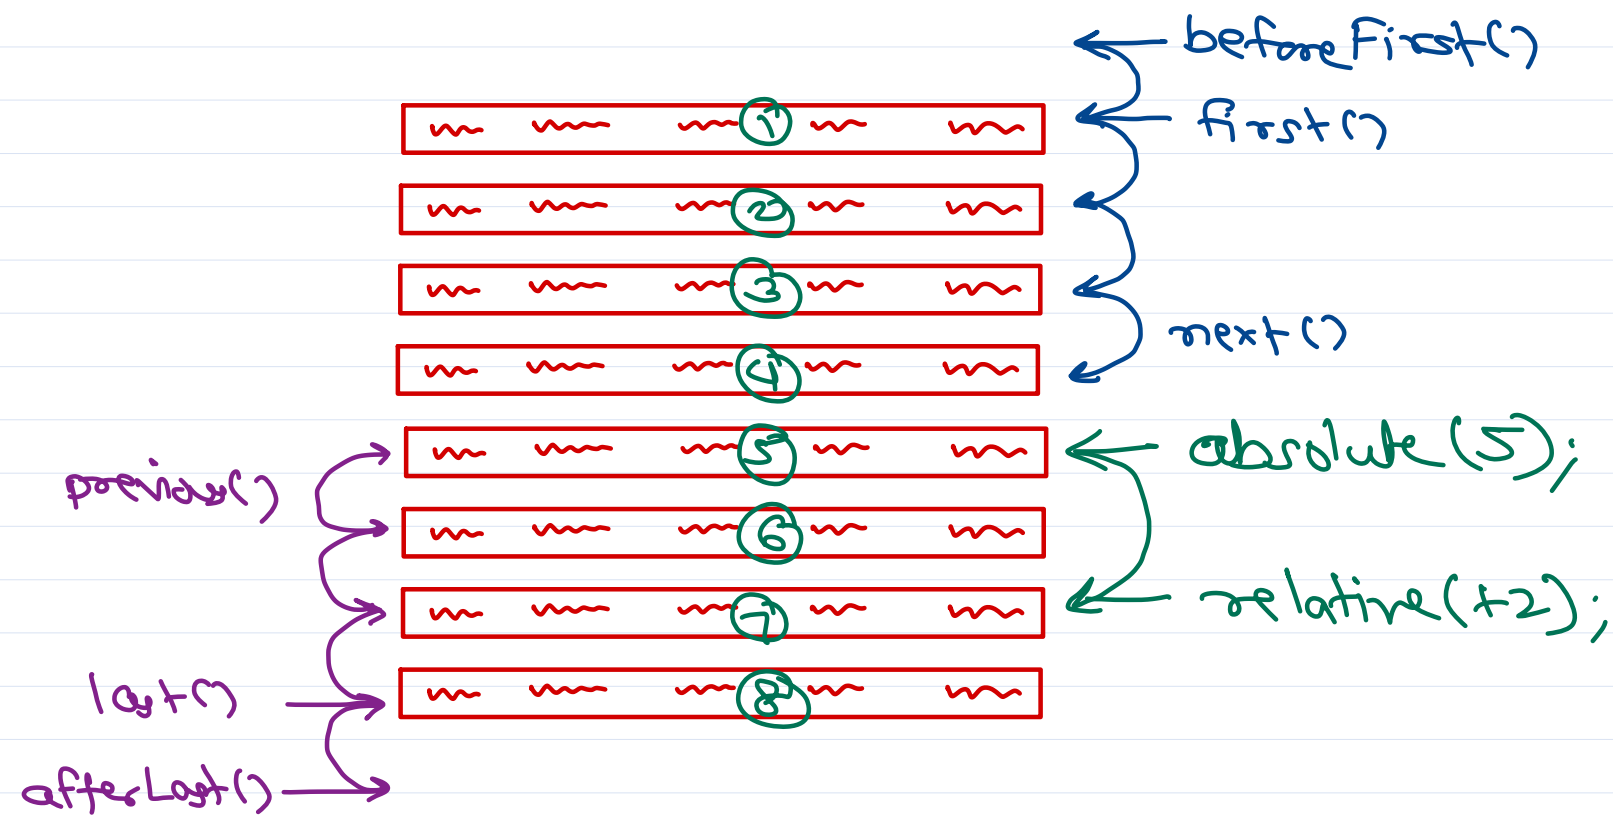 beforeFirst()
1
first()
2
3
next()
4
5
absolute(5);
previous()
6
7
relative(+2);
8
last()
afterLast()